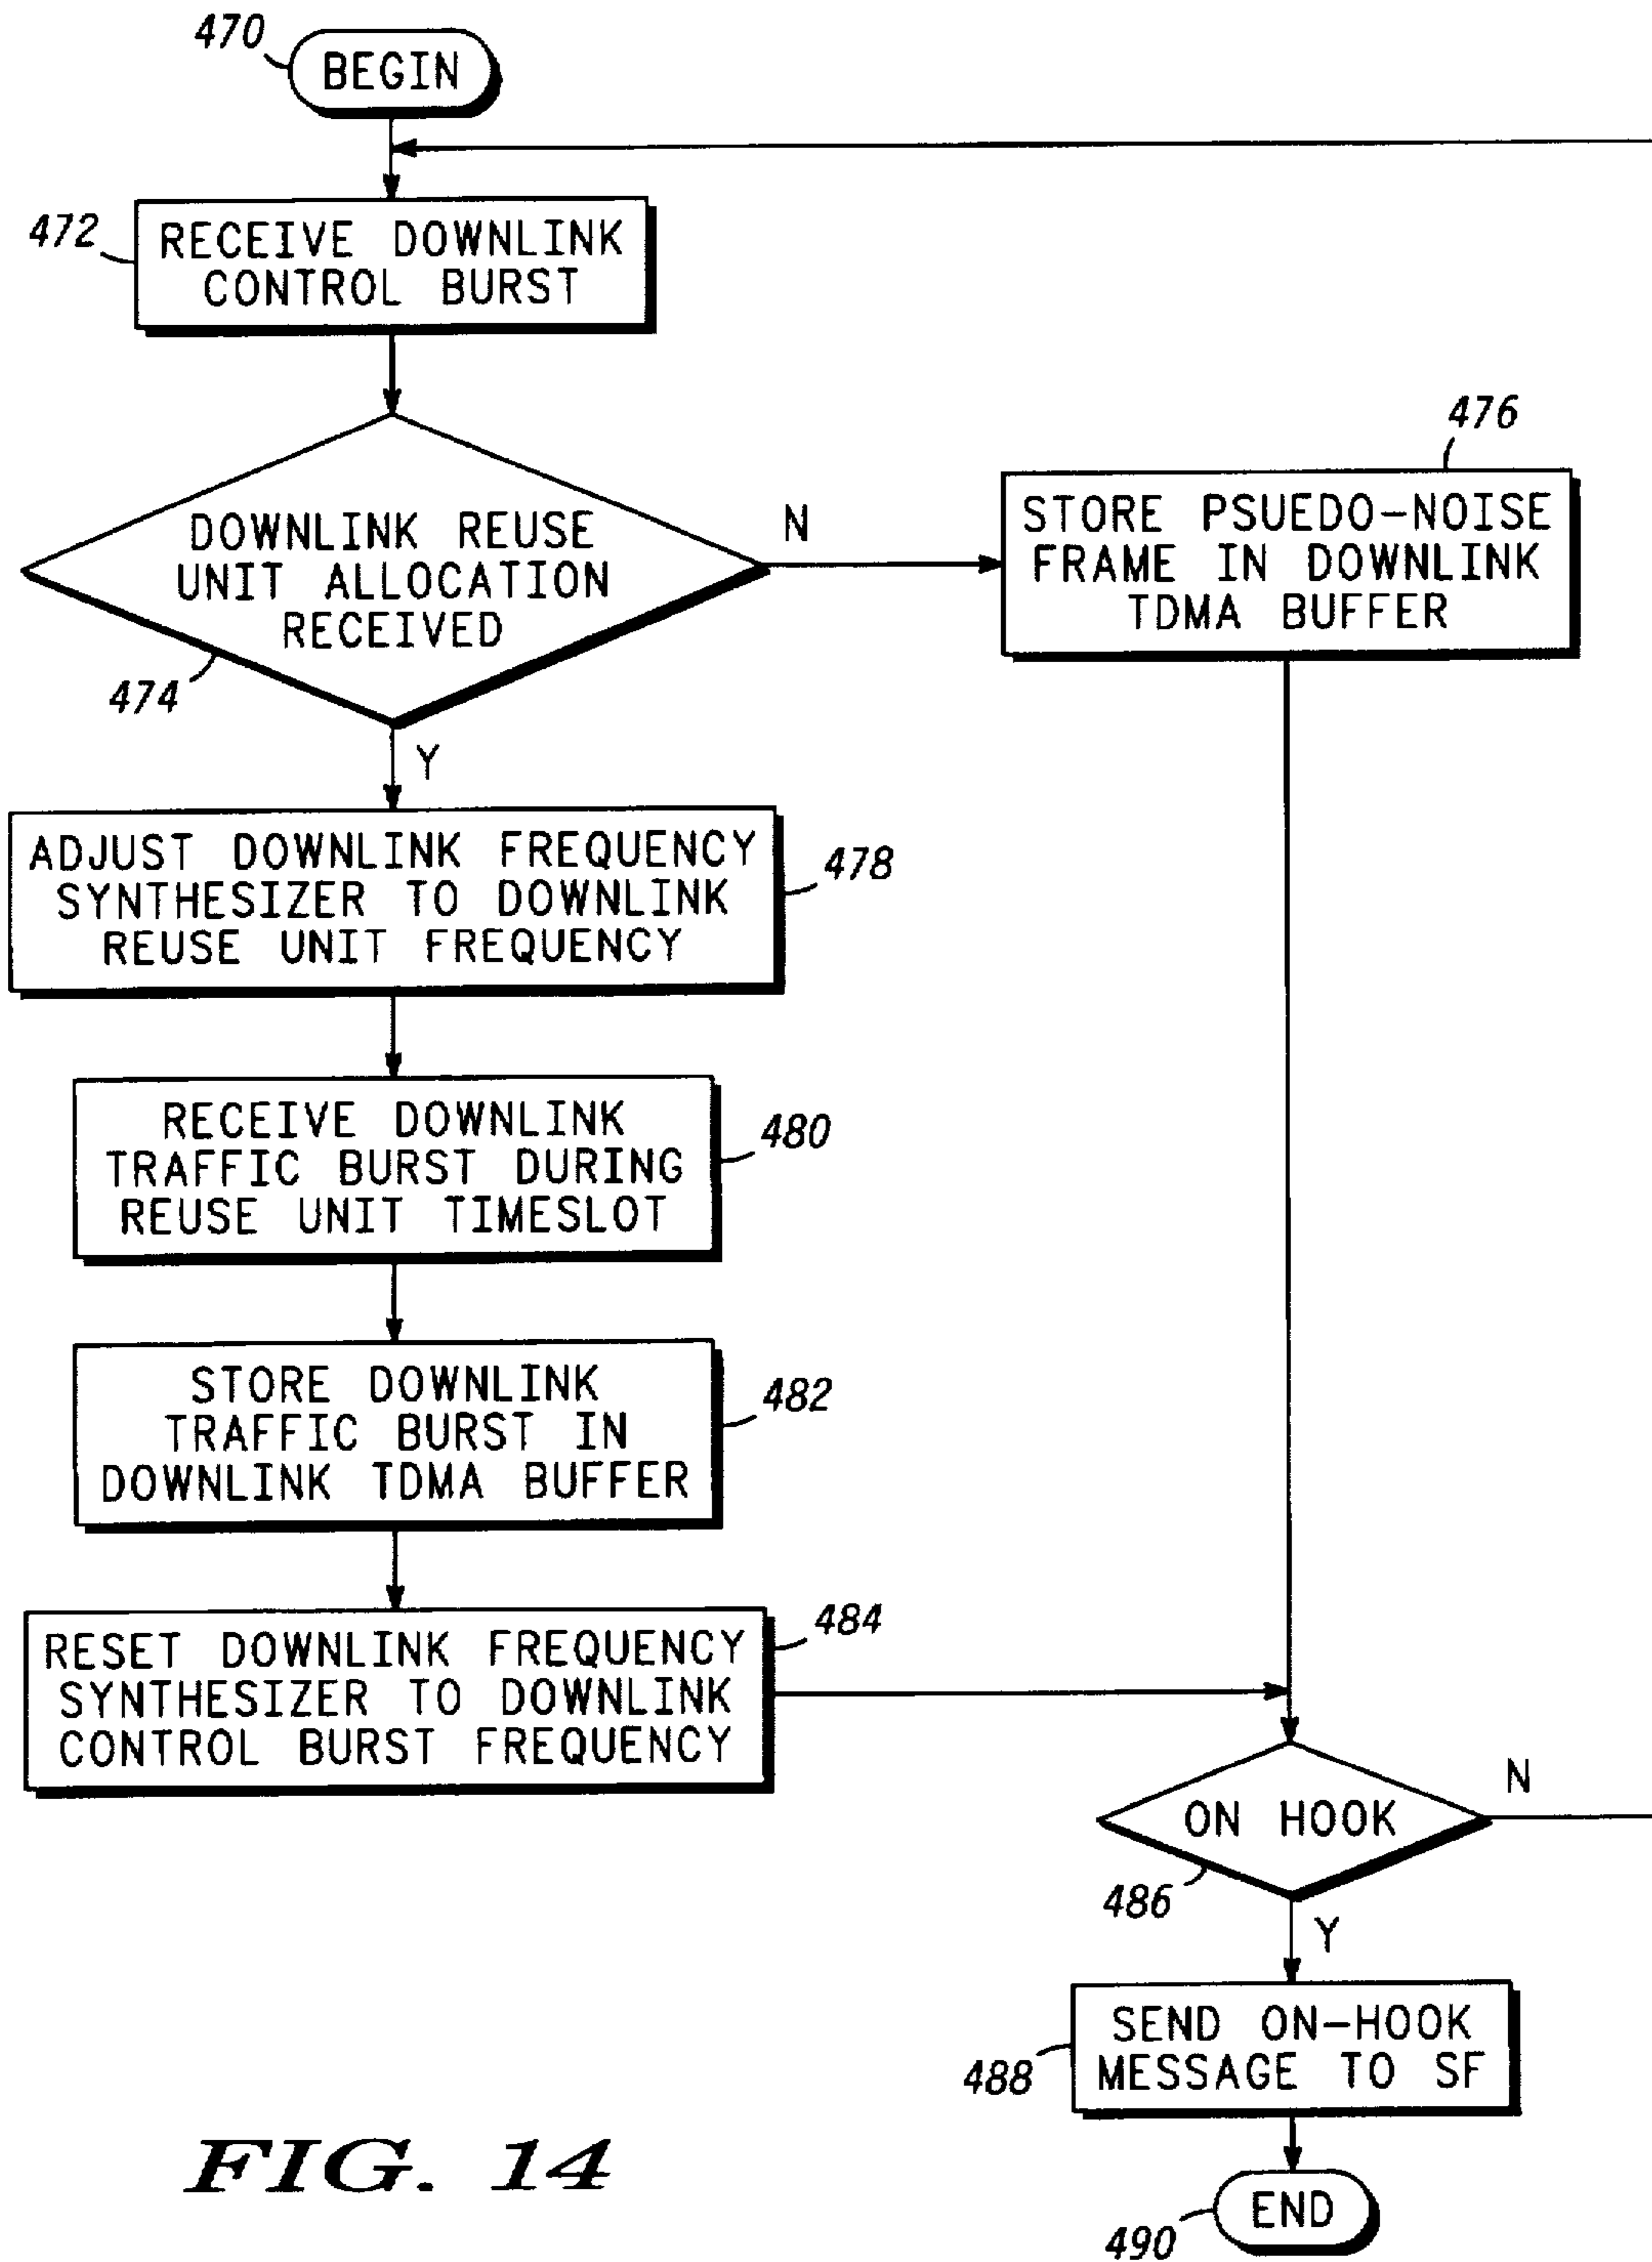 470
BEGIN
472
RECEIVE DOWNLINK
CONTROL BURST
DOWNLINK REUSE
UNIT ALLOCATION
RECEIVED
474
N
476
STORE PSUEDO-NOISE
FRAME IN DOWNLINK
TDMA BUFFER
Y
ADJUST DOWNLINK FREQUENCY
SYNTHESIZER TO DOWNLINK
REUSE UNIT FREQUENCY
478
RECEIVE DOWNLINK
TRAFFIC BURST DURING
REUSE UNIT TIMESLOT
480
STORE DOWNLINK
TRAFFIC BURST IN
DOWNLINK TDMA BUFFER
482
RESET DOWNLINK FREQUENCY
SYNTHESIZER TO DOWNLINK
CONTROL BURST FREQUENCY
484
ON HOOK
486
N
Y
SEND ON-HOOK
MESSAGE TO SF
488
END
490
FIG. 14